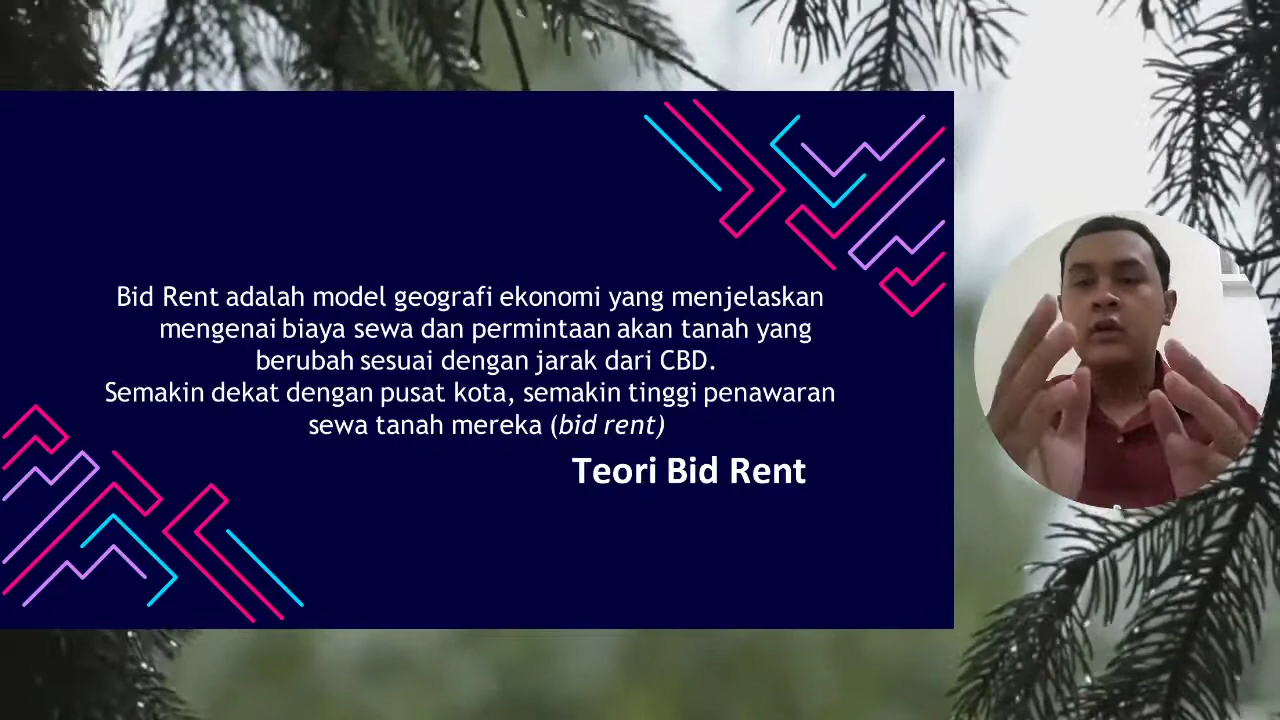 Bid Rent adalah model geografi ekonomi yang menjelaskan
mengenai biaya sewa dan permintaan akan tanah yang
berubah sesuai dengan jarak dari CBD.
Semakin dekat dengan pusat kota, semakin tinggi penawaran
sewa tanah mereka (bid rent)
Teori Bid Rent